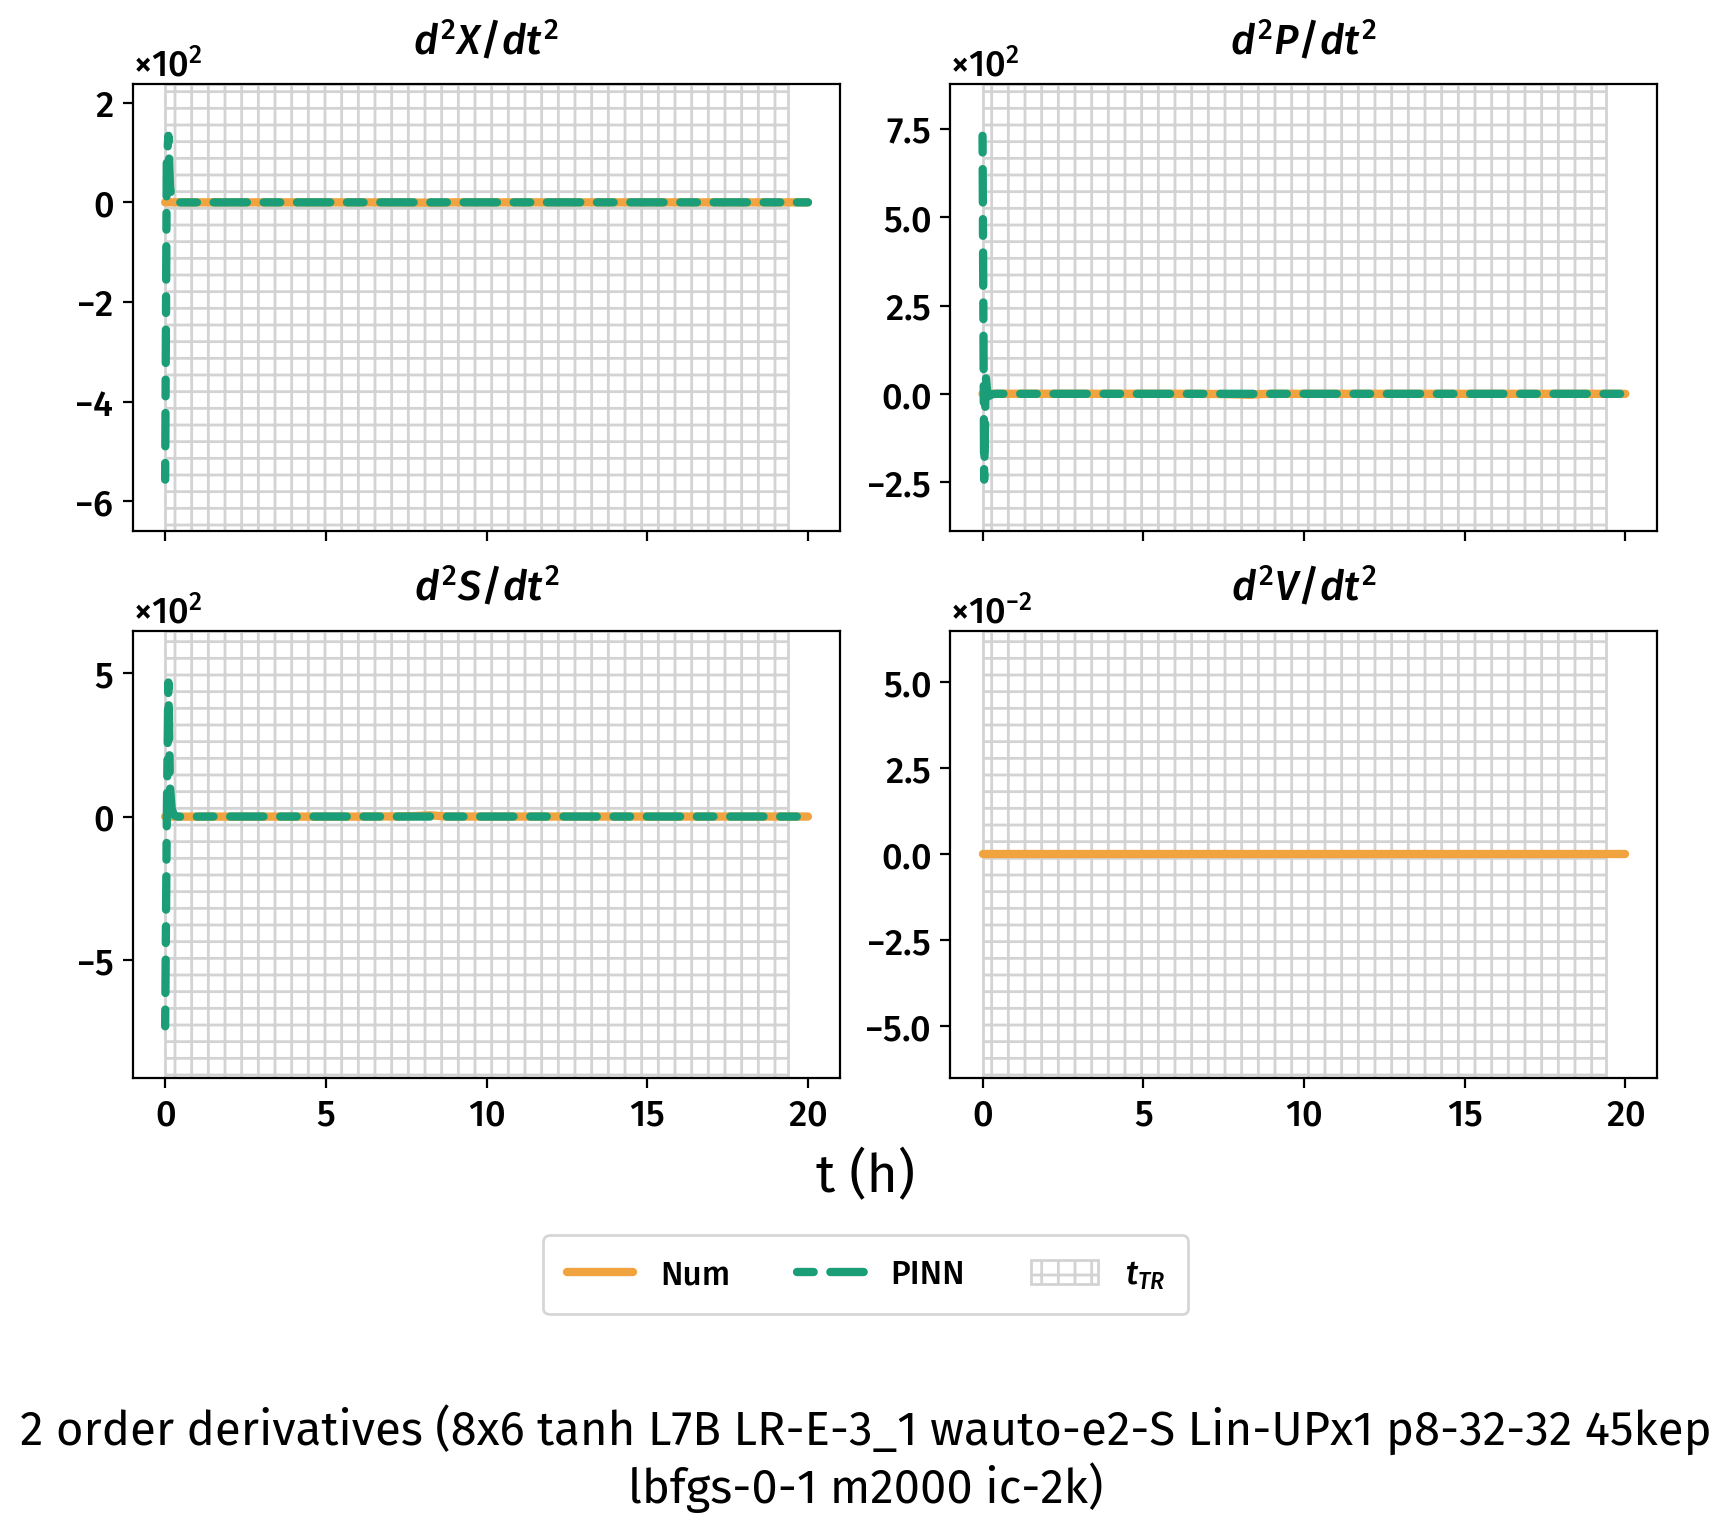 d²X/dt²
×10²
2
0
−2
−4
−6
d²P/dt²
×10²
7.5
5.0
2.5
0.0
−2.5
d²S/dt²
×10²
5
0
−5
0 5 10 15 20
d²V/dt²
×10⁻²
5.0
2.5
0.0
−2.5
−5.0
0 5 10 15 20
t (h)
Num PINN t_TR
2 order derivatives (8x6 tanh L7B LR-E-3_1 wauto-e2-S Lin-UPx1 p8-32-32 45kep
lbfgs-0-1 m2000 ic-2k)